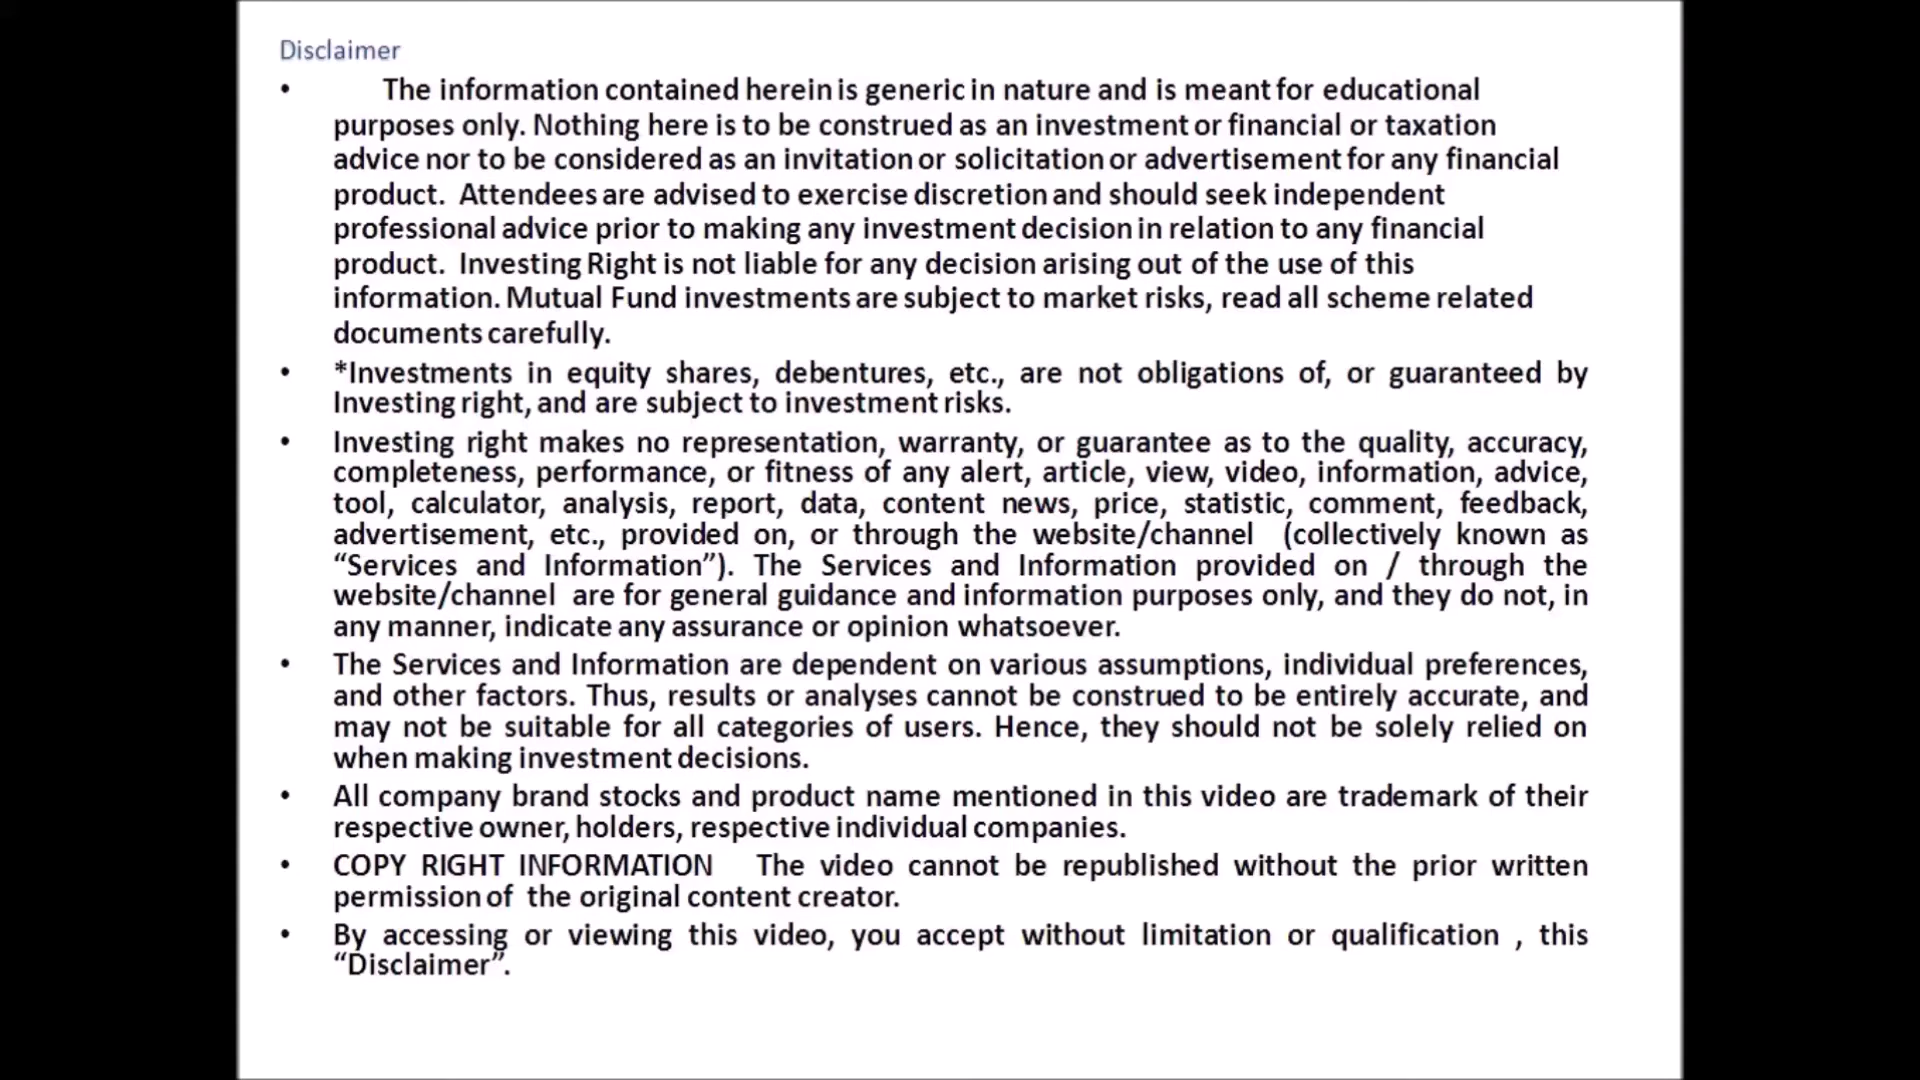 Disclaimer
• The information contained herein is generic in nature and is meant for educational
purposes only. Nothing here is to be construed as an investment or financial or taxation
advice nor to be considered as an invitation or solicitation or advertisement for any financial
product. Attendees are advised to exercise discretion and should seek independent
professional advice prior to making any investment decision in relation to any financial
product. Investing Right is not liable for any decision arising out of the use of this
information. Mutual Fund investments are subject to market risks, read all scheme related
documents carefully.
• *Investments in equity shares, debentures, etc., are not obligations of, or guaranteed by
Investing right, and are subject to investment risks.
• Investing right makes no representation, warranty, or guarantee as to the quality, accuracy,
completeness, performance, or fitness of any alert, article, view, video, information, advice,
tool, calculator, analysis, report, data, content news, price, statistic, comment, feedback,
advertisement, etc., provided on, or through the website/channel (collectively known as
“Services and Information”). The Services and Information provided on / through the
website/channel are for general guidance and information purposes only, and they do not, in
any manner, indicate any assurance or opinion whatsoever.
• The Services and Information are dependent on various assumptions, individual preferences,
and other factors. Thus, results or analyses cannot be construed to be entirely accurate, and
may not be suitable for all categories of users. Hence, they should not be solely relied on
when making investment decisions.
• All company brand stocks and product name mentioned in this video are trademark of their
respective owner, holders, respective individual companies.
• COPY RIGHT INFORMATION The video cannot be republished without the prior written
permission of the original content creator.
• By accessing or viewing this video, you accept without limitation or qualification , this
“Disclaimer”.